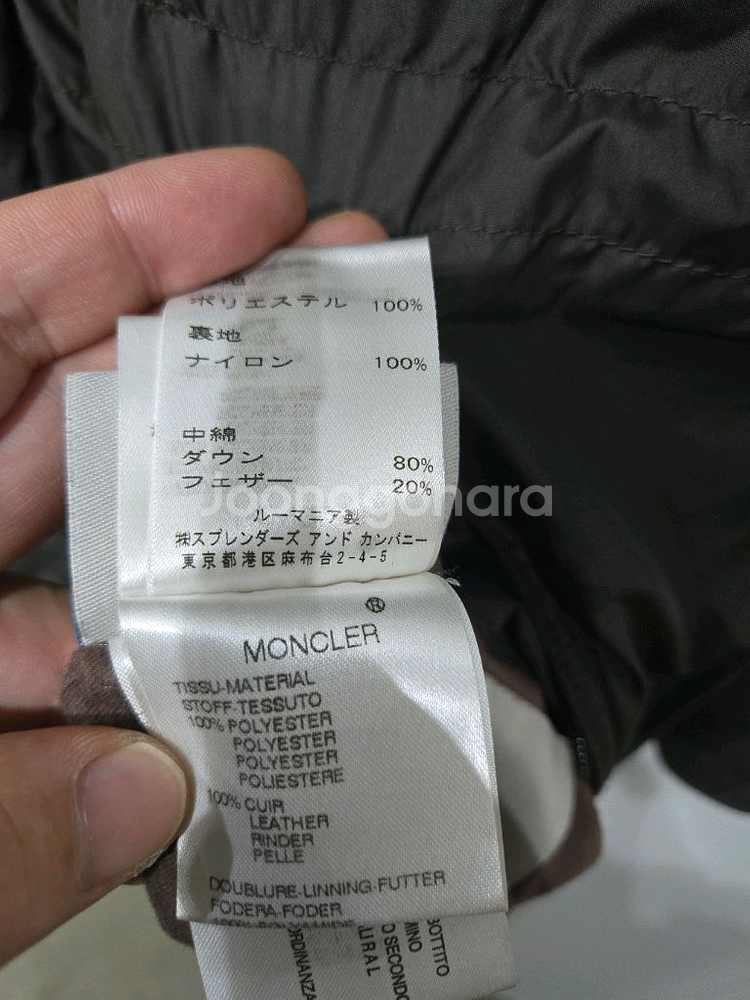 ポリエステル 100%
裏地
ナイロン 100%
中綿
ダウン 80%
フェザー 20%
Joonagonara
ルーマニア製
㈱スプレンダーズ アンド カンパニー
東京都港区麻布台2-4-5
®
MONCLER
TISSU-MATERIAL
STOFF-TESSUTO
100% POLYESTER
POLYESTER
POLYESTER
POLIESTERE
100% CUIR
LEATHER
RINDER
PELLE
DOUBLURE-LINNING-FUTTER
FODERA-FODER
BOTTITO
O SECONDO